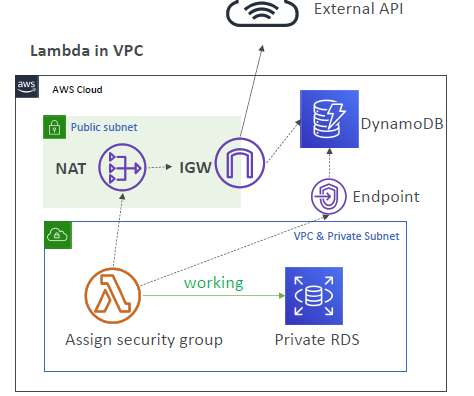 External API
Lambda in VPC
aws
AWS Cloud
Public subnet
NAT
IGW
DynamoDB
Endpoint
VPC & Private Subnet
working
Assign security group
Private RDS